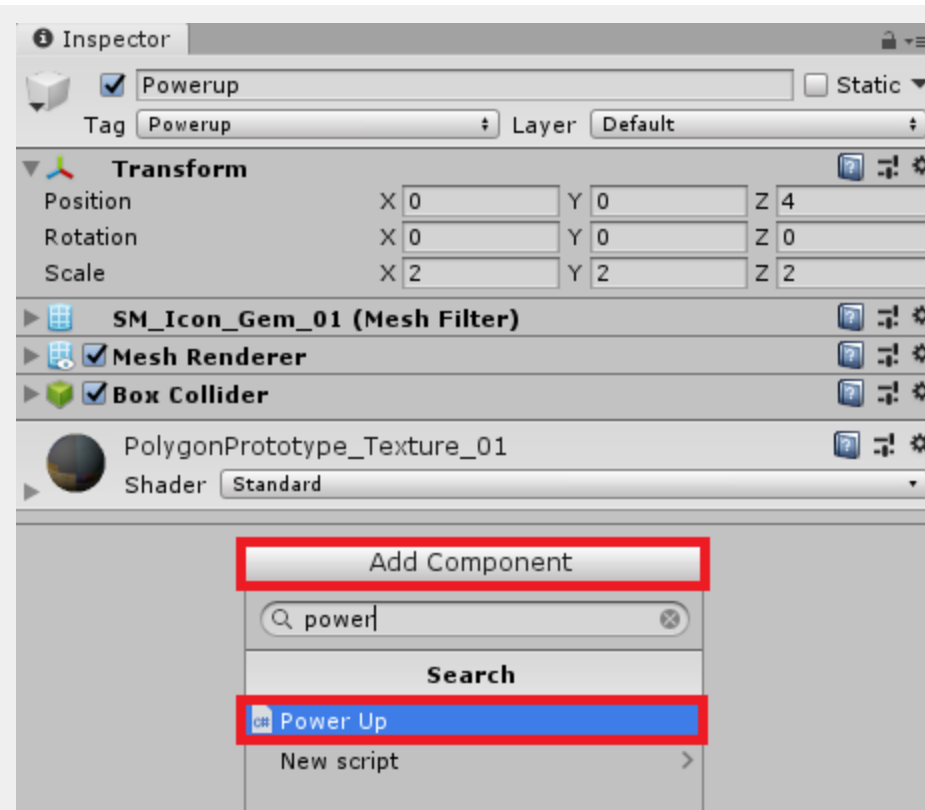 Inspector
Powerup Static
Tag Powerup Layer Default
Transform
Position X 0 Y 0 Z 4
Rotation X 0 Y 0 Z 0
Scale X 2 Y 2 Z 2
SM_Icon_Gem_01 (Mesh Filter)
Mesh Renderer
Box Collider
PolygonPrototype_Texture_01
Shader Standard
Add Component
power
Search
c# Power Up
New script